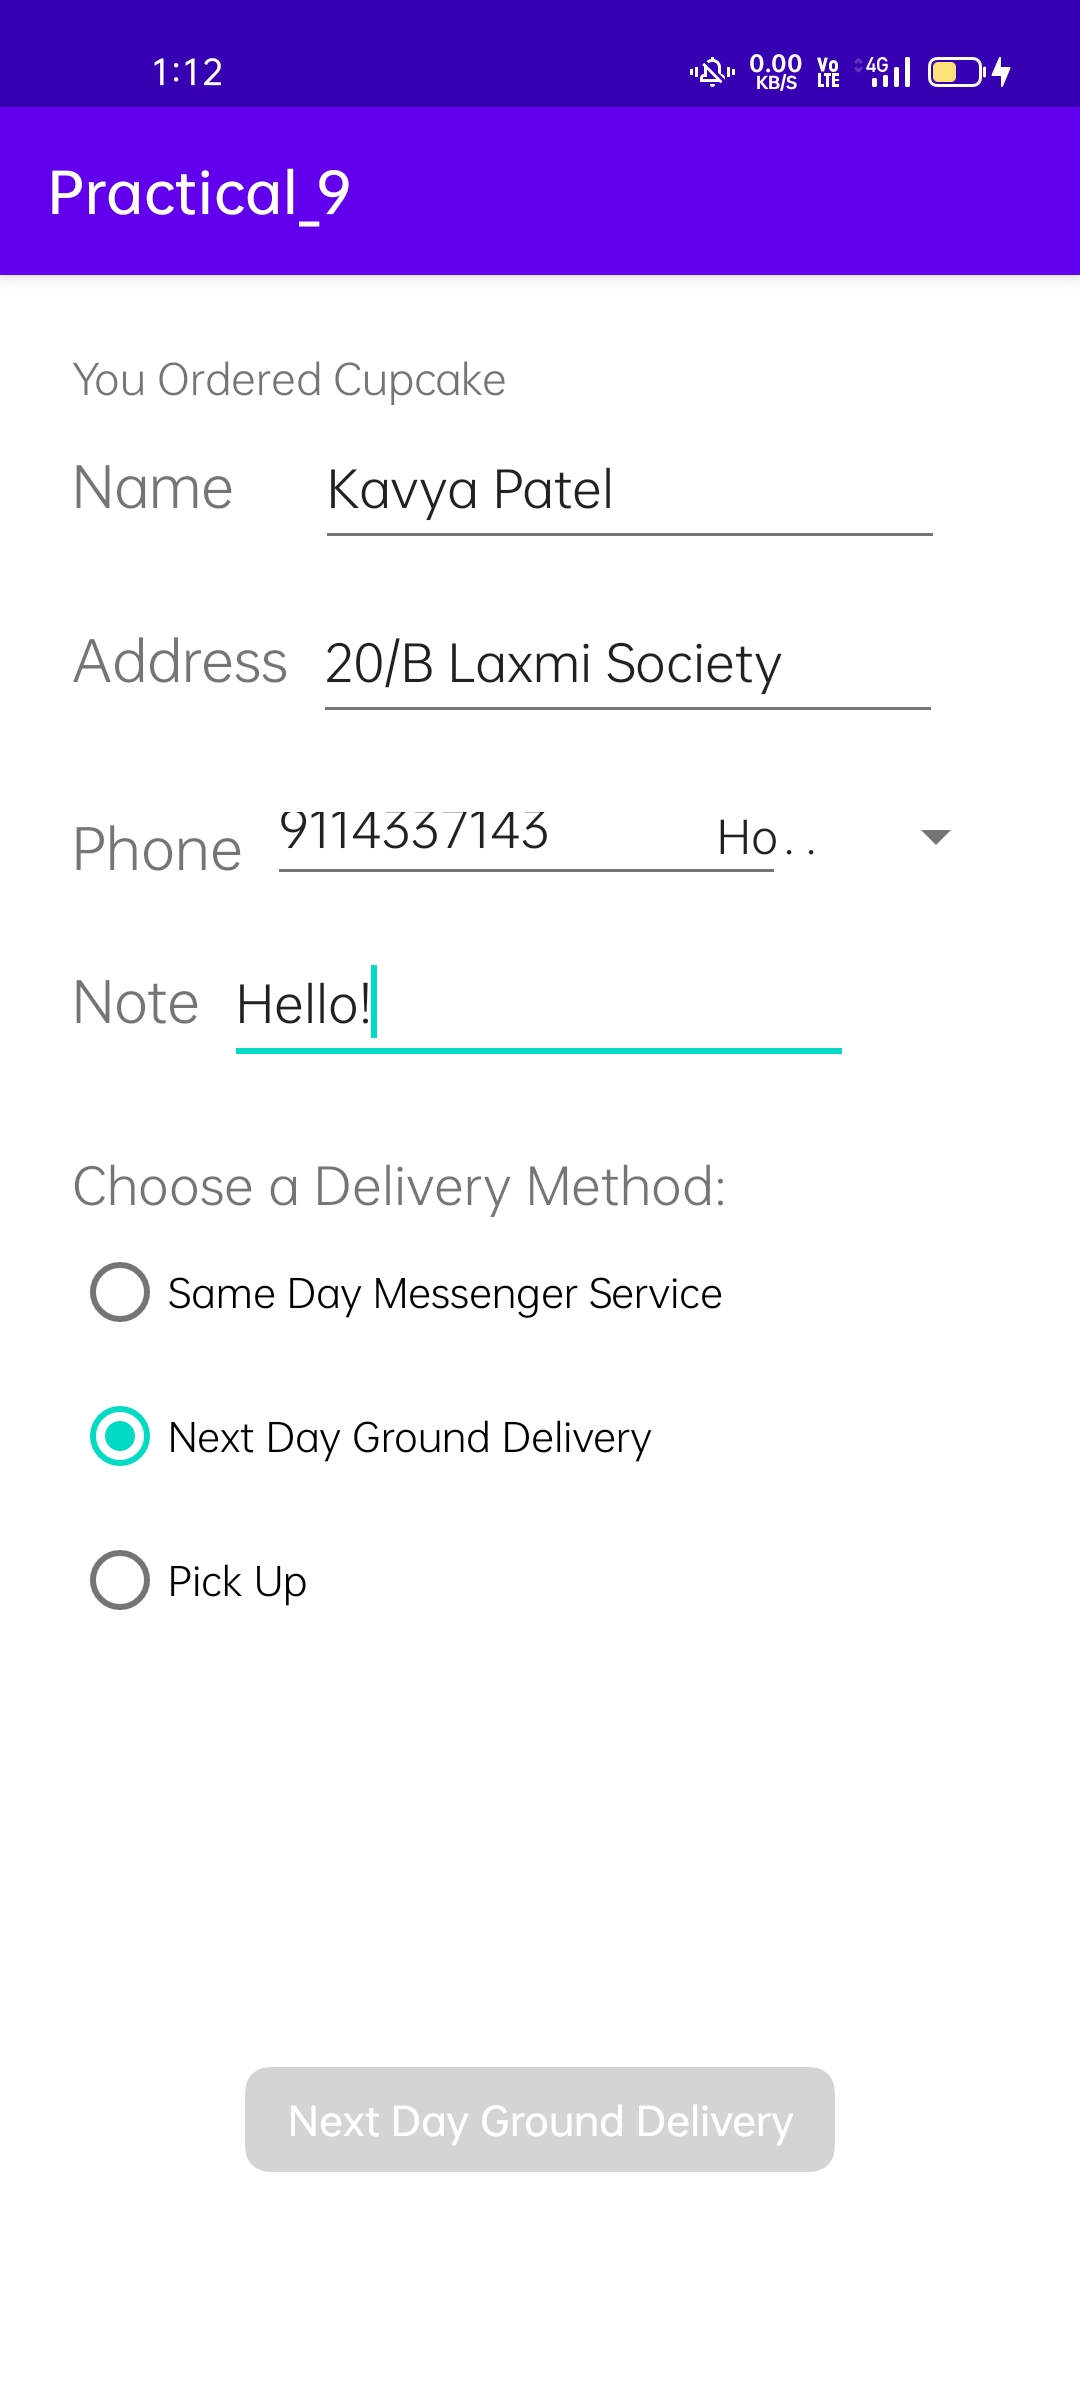 1:12 0.00 KB/S Vo LTE 4G
Practical_9
You Ordered Cupcake
Name Kavya Patel
Address 20/B Laxmi Society
Phone 9114337143 Ho..
Note Hello!
Choose a Delivery Method:
Same Day Messenger Service
Next Day Ground Delivery
Pick Up
Next Day Ground Delivery